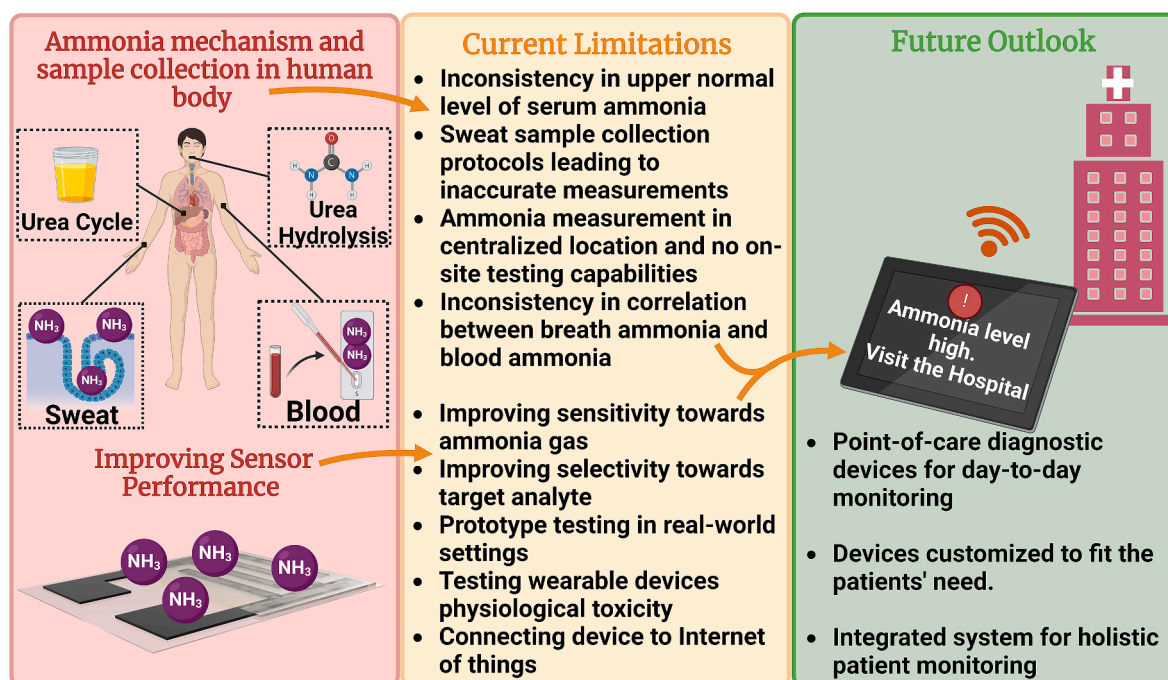 Ammonia mechanism and
sample collection in human
body
Urea Cycle
O
C
N
N
H
H
H
H
Urea
Hydrolysis
NH₃
NH₃
NH₃
Sweat
NH₃
NH₃
S
Blood
Improving Sensor
Performance
NH₃
NH₃
NH₃
NH₃
Current Limitations
• Inconsistency in upper normal
level of serum ammonia
• Sweat sample collection
protocols leading to
inaccurate measurements
• Ammonia measurement in
centralized location and no on-
site testing capabilities
• Inconsistency in correlation
between breath ammonia and
blood ammonia
• Improving sensitivity towards
ammonia gas
• Improving selectivity towards
target analyte
• Prototype testing in real-world
settings
• Testing wearable devices
physiological toxicity
• Connecting device to Internet
of things
Future Outlook
!
Ammonia level
high.
Visit the Hospital
• Point-of-care diagnostic
devices for day-to-day
monitoring
• Devices customized to fit the
patients' need.
• Integrated system for holistic
patient monitoring